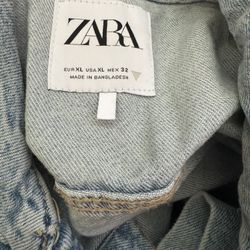 ZARA
EUR XL USA XL MEX 32
MADE IN BANGLADESH